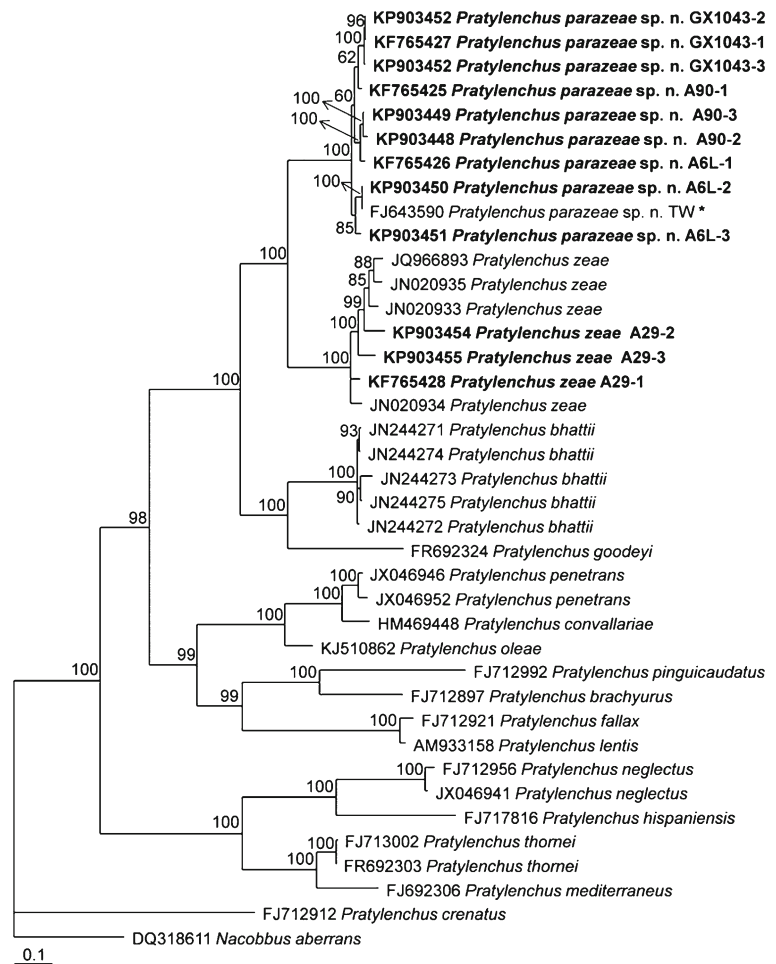 96 KP903452 Pratylenchus parazeae sp. n. GX1043-2
100 KF765427 Pratylenchus parazeae sp. n. GX1043-1
62 KP903452 Pratylenchus parazeae sp. n. GX1043-3
KF765425 Pratylenchus parazeae sp. n. A90-1
60
100 KP903449 Pratylenchus parazeae sp. n. A90-3
100 KP903448 Pratylenchus parazeae sp. n. A90-2
100 KF765426 Pratylenchus parazeae sp. n. A6L-1
100 KP903450 Pratylenchus parazeae sp. n. A6L-2
FJ643590 Pratylenchus parazeae sp. n. TW *
85 KP903451 Pratylenchus parazeae sp. n. A6L-3
100
88 JQ966893 Pratylenchus zeae
85 JN020935 Pratylenchus zeae
99 JN020933 Pratylenchus zeae
100 KP903454 Pratylenchus zeae A29-2
100 KP903455 Pratylenchus zeae A29-3
100 KF765428 Pratylenchus zeae A29-1
JN020934 Pratylenchus zeae
93 JN244271 Pratylenchus bhattii
JN244274 Pratylenchus bhattii
100 JN244273 Pratylenchus bhattii
90 JN244275 Pratylenchus bhattii
100
JN244272 Pratylenchus bhattii
98
FR692324 Pratylenchus goodeyi
100 JX046946 Pratylenchus penetrans
100 JX046952 Pratylenchus penetrans
100 HM469448 Pratylenchus convallariae
KJ510862 Pratylenchus oleae
99
100 100 FJ712992 Pratylenchus pinguicaudatus
99 FJ712897 Pratylenchus brachyurus
100 FJ712921 Pratylenchus fallax
AM933158 Pratylenchus lentis
100 FJ712956 Pratylenchus neglectus
100 JX046941 Pratylenchus neglectus
FJ717816 Pratylenchus hispaniensis
100
100 FJ713002 Pratylenchus thornei
100 FR692303 Pratylenchus thornei
FJ692306 Pratylenchus mediterraneus
FJ712912 Pratylenchus crenatus
DQ318611 Nacobbus aberrans
0.1